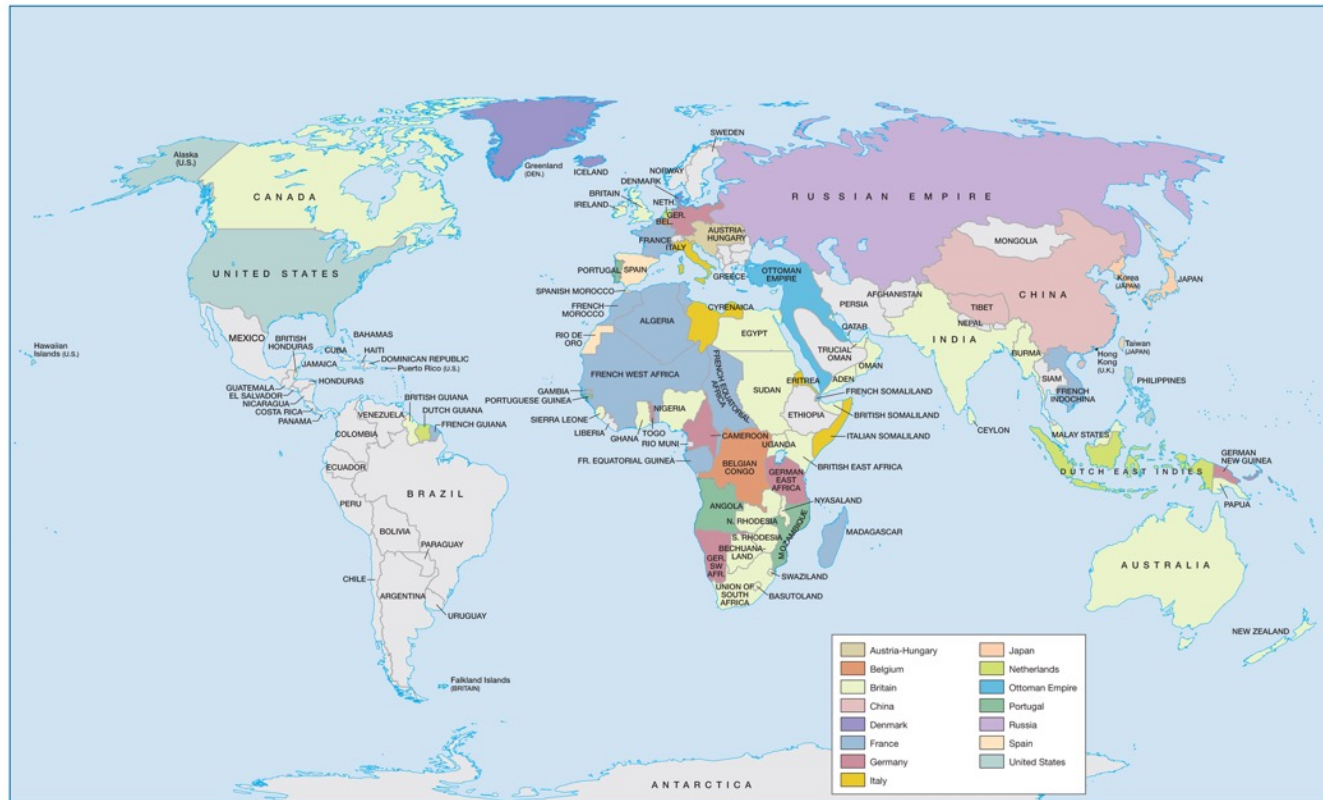 SWEDEN
Alaska
(U.S.)
Greenland
(DEN.)
ICELAND
NORWAY
DENMARK
RUSSIAN EMPIRE
CANADA
BRITAIN
IRELAND
NETH.
GER.
BEL.
AUSTRIA-
HUNGARY
FRANCE
ITALY
MONGOLIA
UNITED STATES
PORTUGAL
SPAIN
GREECE
OTTOMAN
EMPIRE
Korea
(JAPAN)
JAPAN
SPANISH MOROCCO
FRENCH
MOROCCO
CYRENAICA
PERSIA
AFGHANISTAN
CHINA
TIBET
NEPAL
MEXICO
BRITISH
HONDURAS
BAHAMAS
RIO DE
ORO
ALGERIA
EGYPT
QATAR
INDIA
Hawaiian
Islands (U.S.)
CUBA
HAITI
JAMAICA
DOMINICAN REPUBLIC
Puerto Rico (U.S.)
TRUCIAL
OMAN
BURMA
Hong
Kong
(U.K.)
Taiwan
(JAPAN)
HONDURAS
GUATEMALA
EL SALVADOR
NICARAGUA
COSTA RICA
PANAMA
FRENCH WEST AFRICA
FRENCH EQUATORIAL
AFRICA
SUDAN
ERITREA
ADEN
OMAN
SIAM
FRENCH
INDOCHINA
PHILIPPINES
BRITISH GUIANA
DUTCH GUIANA
FRENCH GUIANA
VENEZUELA
COLOMBIA
GAMBIA
PORTUGUESE GUINEA
SIERRA LEONE
LIBERIA
GHANA
TOGO
NIGERIA
RIO MUNI
CAMEROON
ETHIOPIA
FRENCH SOMALILAND
BRITISH SOMALILAND
ITALIAN SOMALILAND
CEYLON
MALAY STATES
ECUADOR
FR. EQUATORIAL GUINEA
BELGIAN
CONGO
UGANDA
BRITISH EAST AFRICA
GERMAN
EAST
AFRICA
DUTCH EAST INDIES
GERMAN
NEW GUINEA
PAPUA
PERU
BRAZIL
BOLIVIA
PARAGUAY
ANGOLA
NYASALAND
N. RHODESIA
S. RHODESIA
MOZAMBIQUE
MADAGASCAR
BECHUANA-
LAND
GER.
SW
AFR.
SWAZILAND
BASUTOLAND
UNION OF
SOUTH
AFRICA
AUSTRALIA
CHILE
ARGENTINA
URUGUAY
NEW ZEALAND
Falkland Islands
(BRITAIN)
Austria-Hungary
Belgium
Britain
China
Denmark
France
Germany
Italy
Japan
Netherlands
Ottoman Empire
Portugal
Russia
Spain
United States
ANTARCTICA